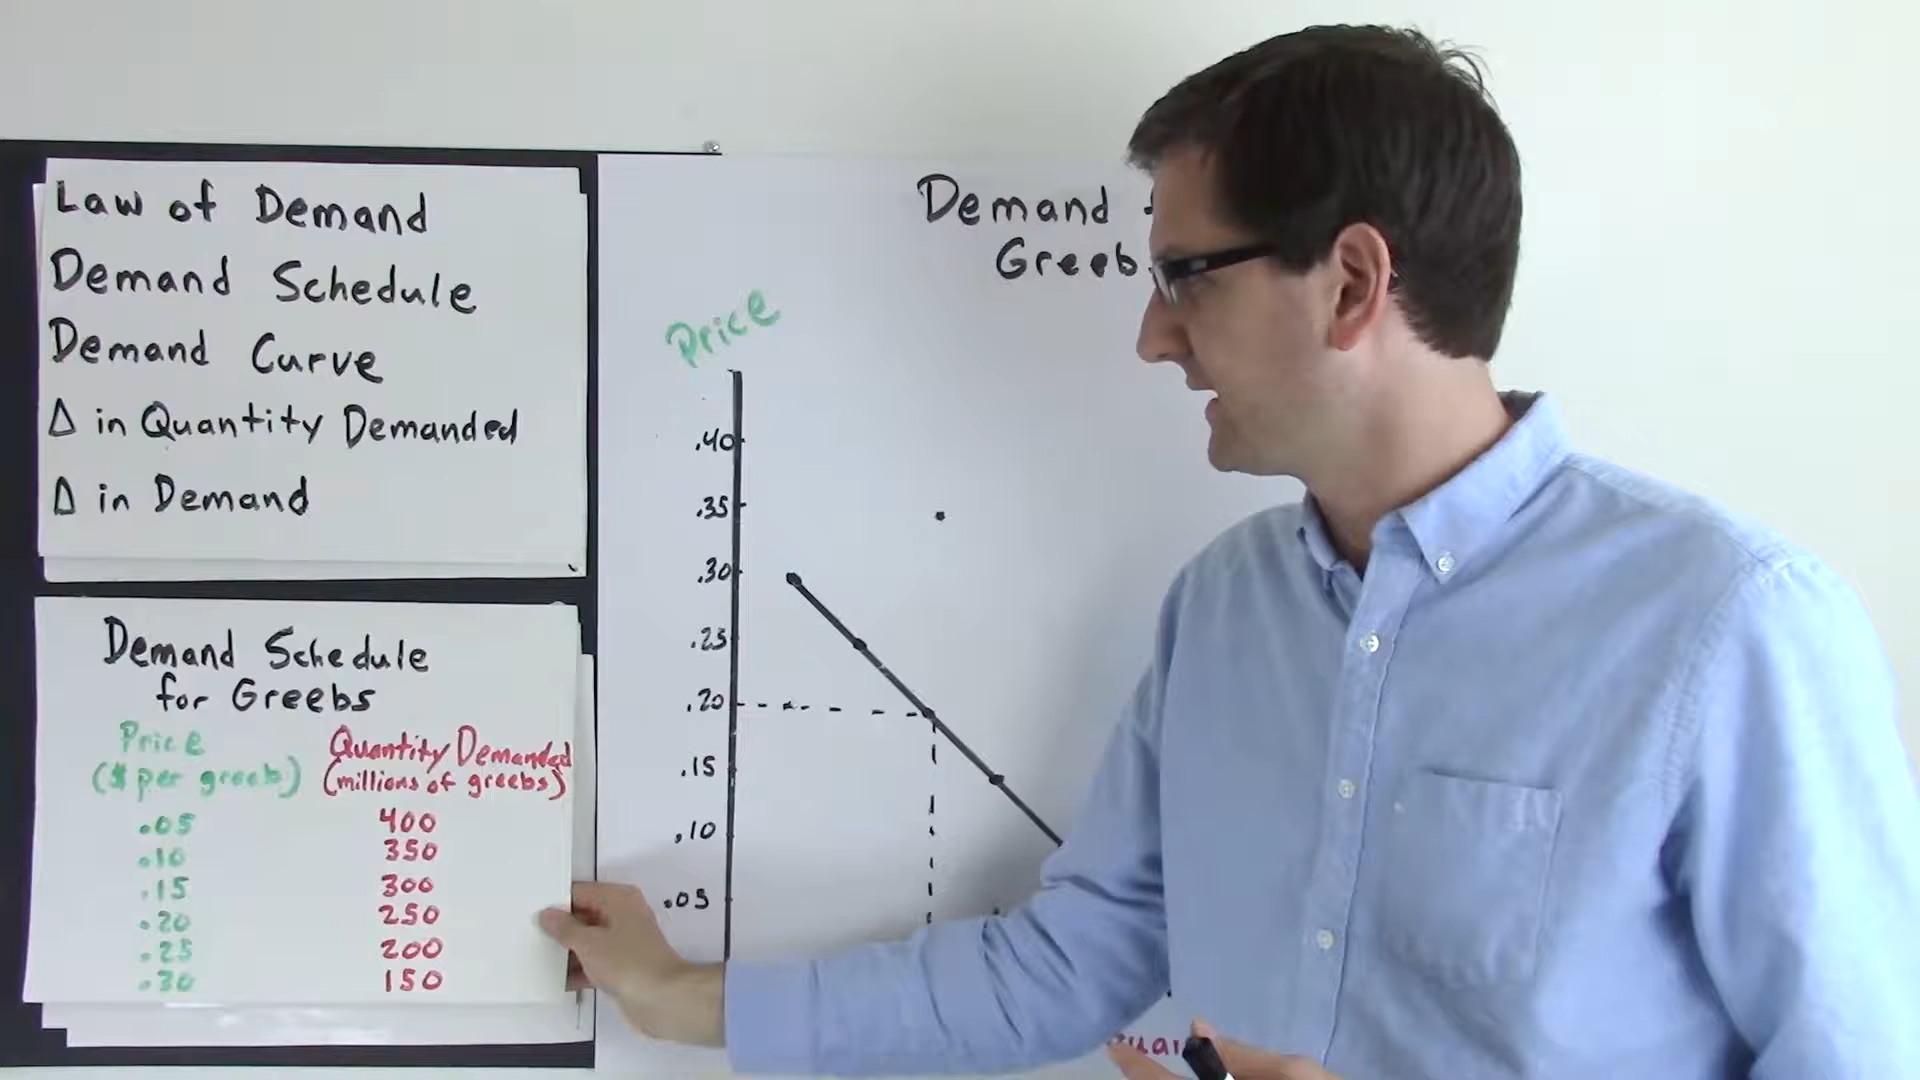 Law of Demand
Demand Schedule
Demand Curve
Δ in Quantity Demanded
Δ in Demand
Demand Schedule
for Greebs
Price
($ per greeb)
Quantity Demanded
(millions of greebs)
.05 400
.10 350
.15 300
.20 250
.25 200
.30 150
Demand
Greeb
Price
.40
.35
.30
.25
.20
.15
.10
.05